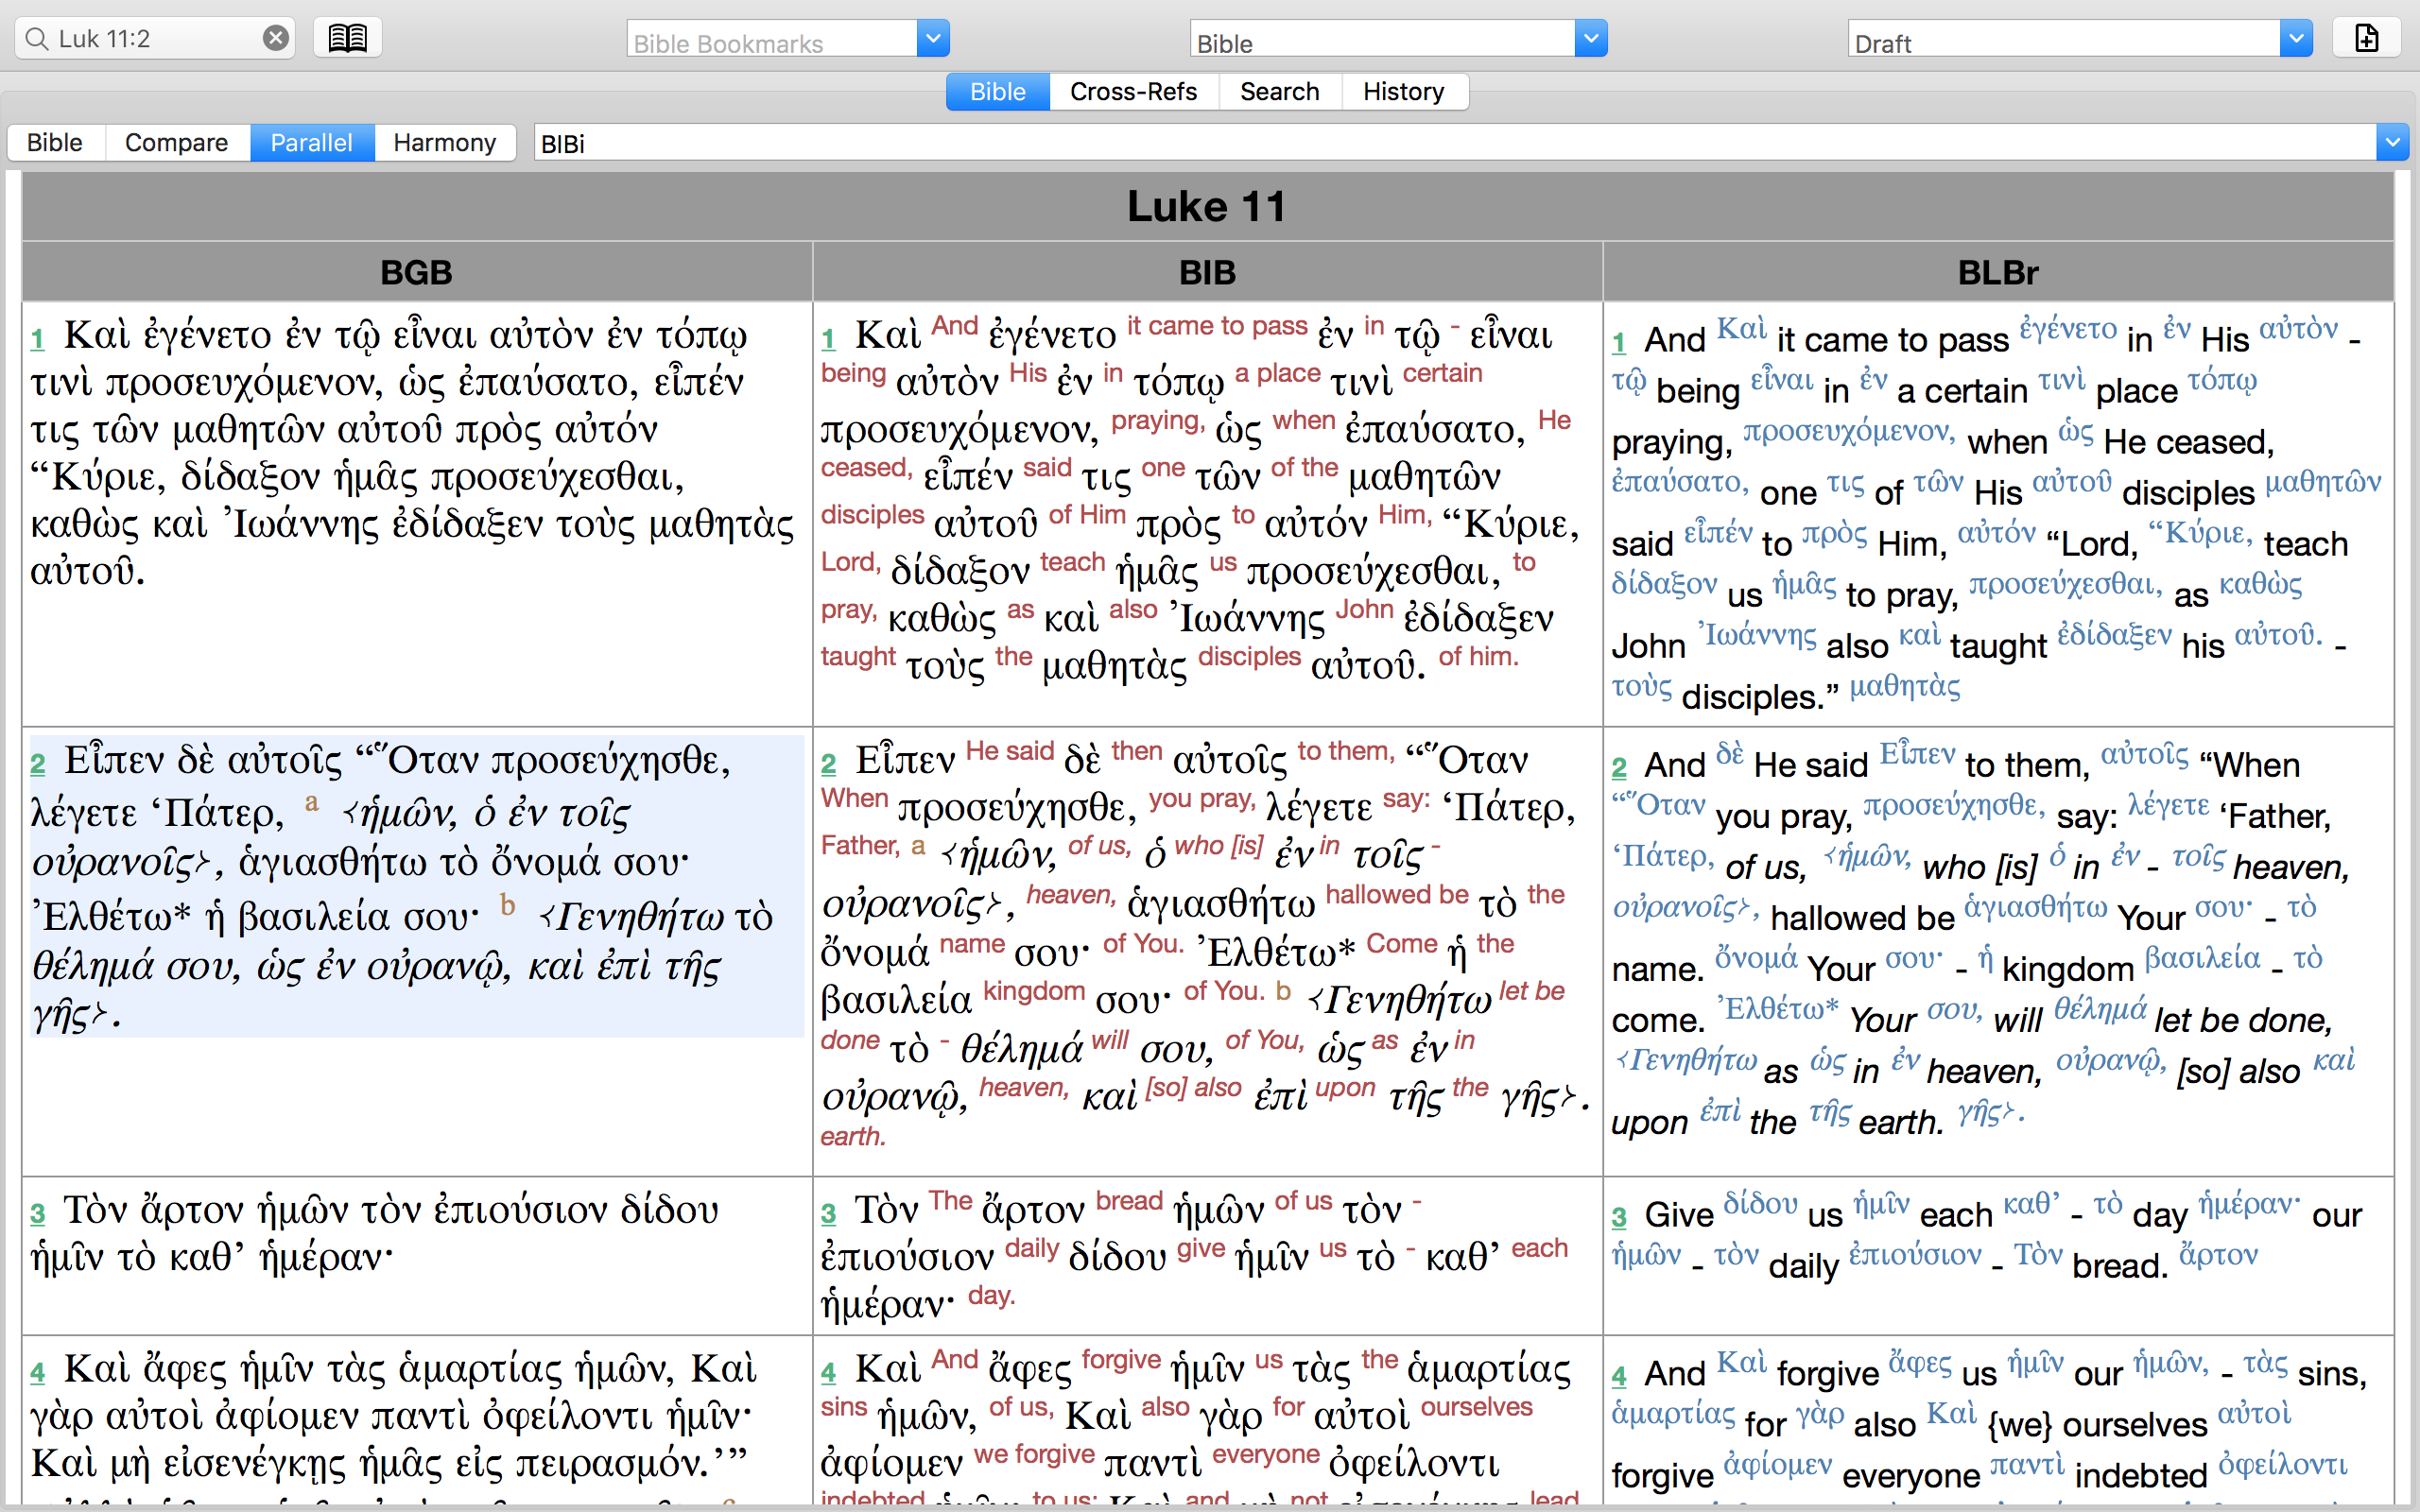 Luk 11:2
Bible Bookmarks
Bible
Draft
Bible Cross-Refs Search History
Bible Compare Parallel Harmony BIBi
Luke 11
BGB BIB BLBr
1 Καὶ ἐγένετο ἐν τῷ εἶναι αὐτὸν ἐν τόπῳ
τινὶ προσευχόμενον, ὡς ἐπαύσατο, εἶπέν
τις τῶν μαθητῶν αὐτοῦ πρὸς αὐτόν
“Κύριε, δίδαξον ἡμᾶς προσεύχεσθαι,
καθὼς καὶ Ἰωάννης ἐδίδαξεν τοὺς μαθητὰς
αὐτοῦ.
1 Καὶ And ἐγένετο it came to pass ἐν in τῷ - εἶναι
being αὐτὸν His ἐν in τόπῳ a place τινὶ certain
προσευχόμενον, praying, ὡς when ἐπαύσατο, He
ceased, εἶπέν said τις one τῶν of the μαθητῶν
disciples αὐτοῦ of Him πρὸς to αὐτόν Him, “Κύριε,
Lord, δίδαξον teach ἡμᾶς us προσεύχεσθαι, to
pray, καθὼς as καὶ also Ἰωάννης John ἐδίδαξεν
taught τοὺς the μαθητὰς disciples αὐτοῦ. of him.
1 And Καὶ it came to pass ἐγένετο in ἐν His αὐτὸν -
τῷ being εἶναι in ἐν a certain τινὶ place τόπῳ
praying, προσευχόμενον, when ὡς He ceased,
ἐπαύσατο, one τις of τῶν His αὐτοῦ disciples μαθητῶν
said εἶπέν to πρὸς Him, αὐτόν “Lord, “Κύριε, teach
δίδαξον us ἡμᾶς to pray, προσεύχεσθαι, as καθὼς
John Ἰωάννης also καὶ taught ἐδίδαξεν his αὐτοῦ. -
τοὺς disciples.” μαθητὰς
2 Εἶπεν δὲ αὐτοῖς “Ὅταν προσεύχησθε,
λέγετε ‘Πάτερ, a ⧼ἡμῶν, ὁ ἐν τοῖς
οὐρανοῖς⧽, ἁγιασθήτω τὸ ὄνομά σου·
Ἐλθέτω* ἡ βασιλεία σου· b ⧼Γενηθήτω τὸ
θέλημά σου, ὡς ἐν οὐρανῷ, καὶ ἐπὶ τῆς
γῆς⧽.
2 Εἶπεν He said δὲ then αὐτοῖς to them, “Ὅταν
When προσεύχησθε, you pray, λέγετε say: ‘Πάτερ,
Father, a ⧼ἡμῶν, of us, ὁ who [is] ἐν in τοῖς -
οὐρανοῖς⧽, heaven, ἁγιασθήτω hallowed be τὸ the
ὄνομά name σου· of You. Ἐλθέτω* Come ἡ the
βασιλεία kingdom σου· of You. b ⧼Γενηθήτω let be
done τὸ - θέλημά will σου, of You, ὡς as ἐν in
οὐρανῷ, heaven, καὶ [so] also ἐπὶ upon τῆς the γῆς⧽.
earth.
2 And δὲ He said Εἶπεν to them, αὐτοῖς “When
“Ὅταν you pray, προσεύχησθε, say: λέγετε ‘Father,
‘Πάτερ, of us, ⧼ἡμῶν, who [is] ὁ in ἐν - τοῖς heaven,
οὐρανοῖς⧽, hallowed be ἁγιασθήτω Your σου· - τὸ
name. ὄνομά Your σου· - ἡ kingdom βασιλεία - τὸ
come. Ἐλθέτω* Your σου, will θέλημά let be done,
⧼Γενηθήτω as ὡς in ἐν heaven, οὐρανῷ, [so] also καὶ
upon ἐπὶ the τῆς earth. γῆς⧽.
3 Τὸν ἄρτον ἡμῶν τὸν ἐπιούσιον δίδου
ἡμῖν τὸ καθ’ ἡμέραν·
3 Τὸν The ἄρτον bread ἡμῶν of us τὸν -
ἐπιούσιον daily δίδου give ἡμῖν us τὸ - καθ’ each
ἡμέραν· day.
3 Give δίδου us ἡμῖν each καθ’ - τὸ day ἡμέραν· our
ἡμῶν - τὸν daily ἐπιούσιον - Τὸν bread. ἄρτον
4 Καὶ ἄφες ἡμῖν τὰς ἁμαρτίας ἡμῶν, Καὶ
γὰρ αὐτοὶ ἀφίομεν παντὶ ὀφείλοντι ἡμῖν·
Καὶ μὴ εἰσενέγκῃς ἡμᾶς εἰς πειρασμόν.’”
4 Καὶ And ἄφες forgive ἡμῖν us τὰς the ἁμαρτίας
sins ἡμῶν, of us, Καὶ also γὰρ for αὐτοὶ ourselves
ἀφίομεν we forgive παντὶ everyone ὀφείλοντι
indebted ἡμῖν· to us; Καὶ and μὴ not εἰσενέγκῃς lead
4 And Καὶ forgive ἄφες us ἡμῖν our ἡμῶν, - τὰς sins,
ἁμαρτίας for γὰρ also Καὶ {we} ourselves αὐτοὶ
forgive ἀφίομεν everyone παντὶ indebted ὀφείλοντι